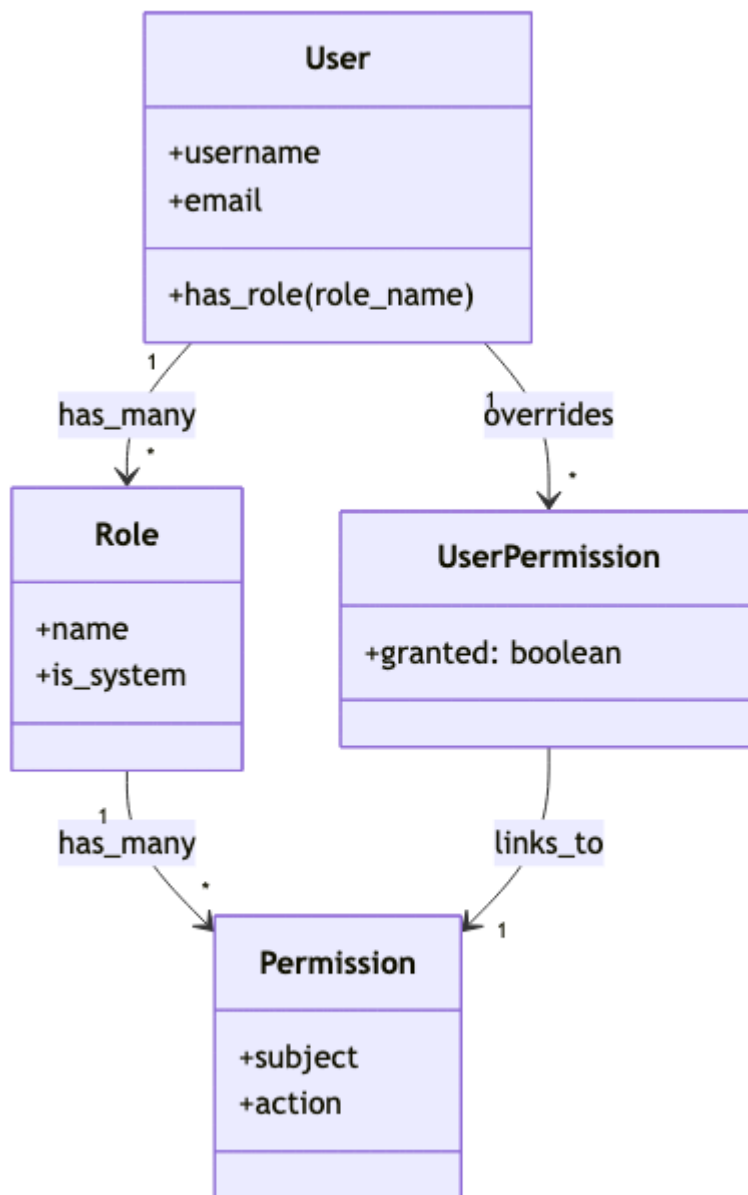 User
+username
+email
+has_role(role_name)
1
1
has_many
overrides
*
*
Role
+name
+is_system
UserPermission
+granted: boolean
1
has_many
links_to
*
1
Permission
+subject
+action